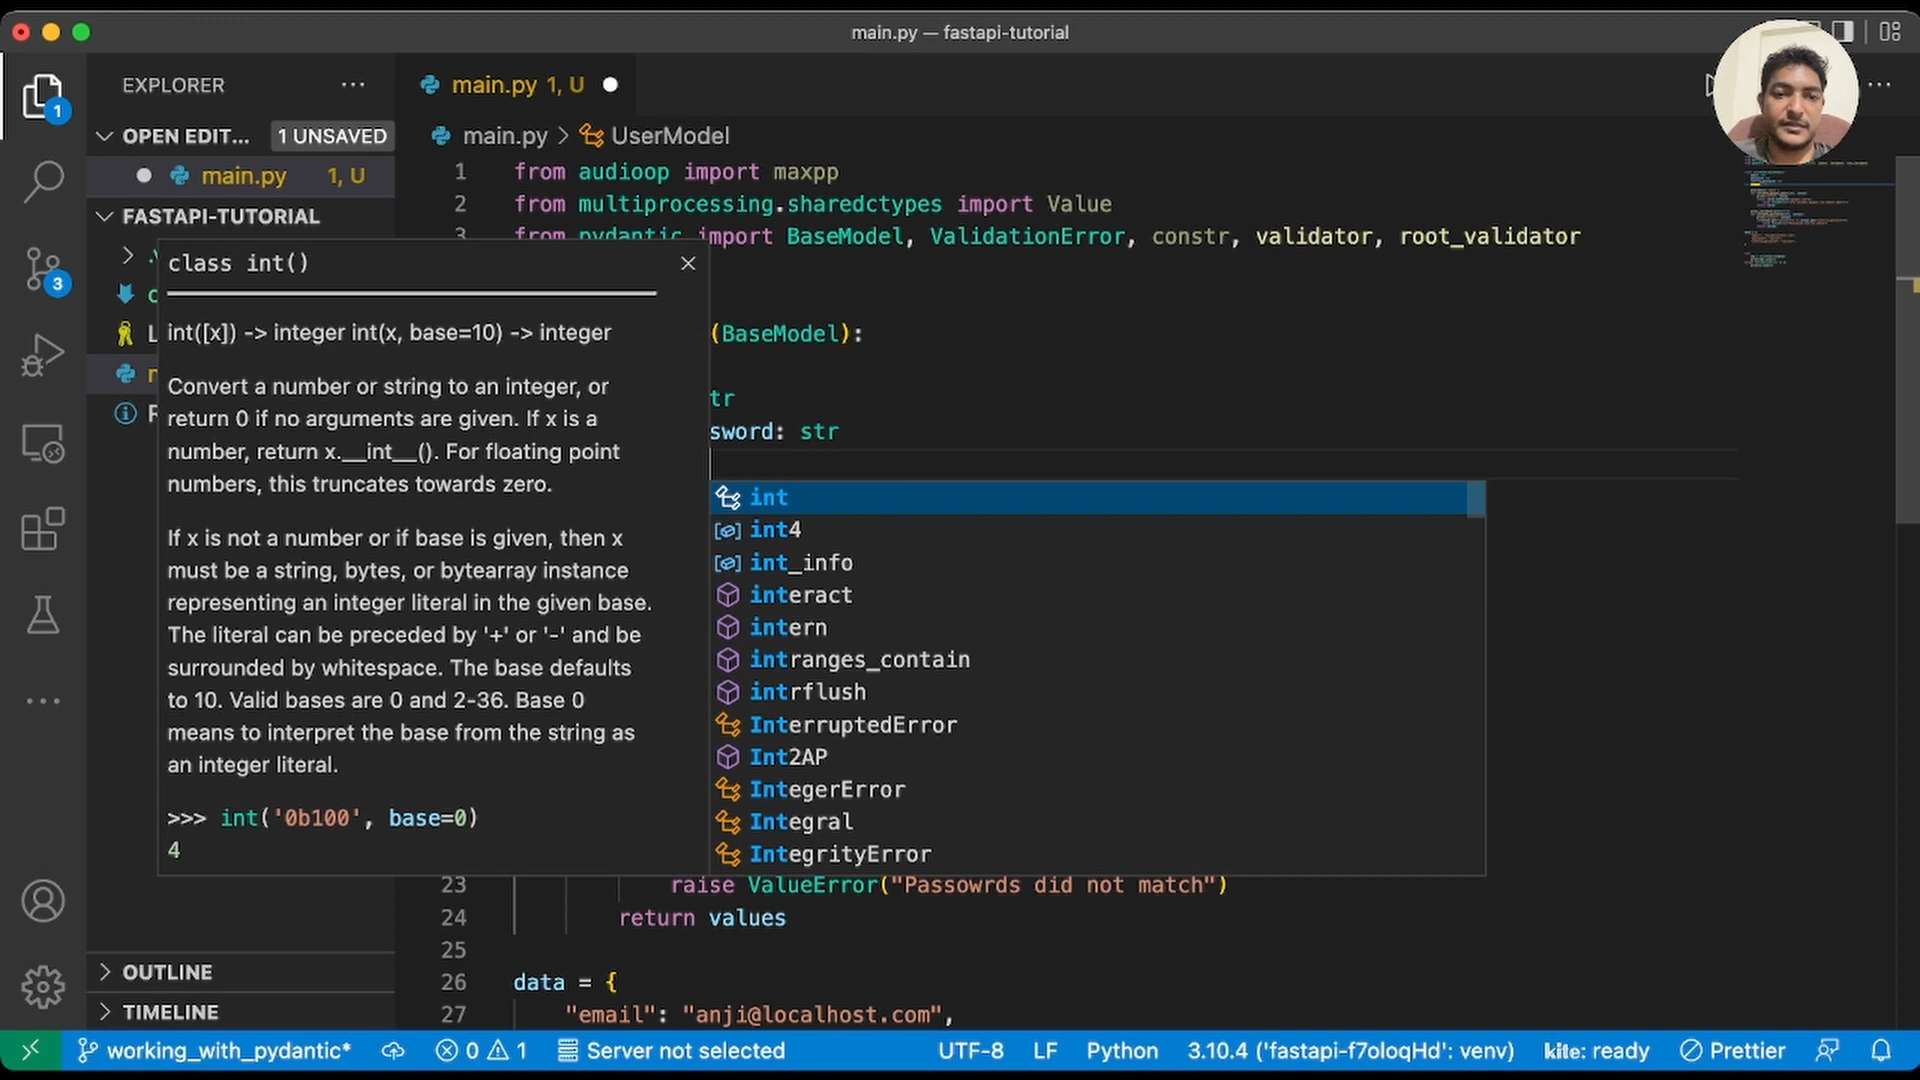 main.py — fastapi-tutorial
EXPLORER
main.py 1, U
1
OPEN EDIT... 1 UNSAVED
main.py > UserModel
main.py 1, U
FASTAPI-TUTORIAL
3
1 from audioop import maxpp
2 from multiprocessing.sharedctypes import Value
3 from pydantic import BaseModel, ValidationError, constr, validator, root_validator
(BaseModel):
tr
sword: str
class int()
int([x]) -> integer int(x, base=10) -> integer
Convert a number or string to an integer, or
return 0 if no arguments are given. If x is a
number, return x.__int__(). For floating point
numbers, this truncates towards zero.
If x is not a number or if base is given, then x
must be a string, bytes, or bytearray instance
representing an integer literal in the given base.
The literal can be preceded by '+' or '-' and be
surrounded by whitespace. The base defaults
to 10. Valid bases are 0 and 2-36. Base 0
means to interpret the base from the string as
an integer literal.
>>> int('0b100', base=0)
4
int
int4
int_info
interact
intern
intranges_contain
intrflush
InterruptedError
Int2AP
IntegerError
Integral
IntegrityError
23 raise ValueError("Passowrds did not match")
24 return values
25
26 data = {
27 "email": "anji@localhost.com",
OUTLINE
TIMELINE
working_with_pydantic* 0 1 Server not selected UTF-8 LF Python 3.10.4 ('fastapi-f7oloqHd': venv) kite: ready Prettier